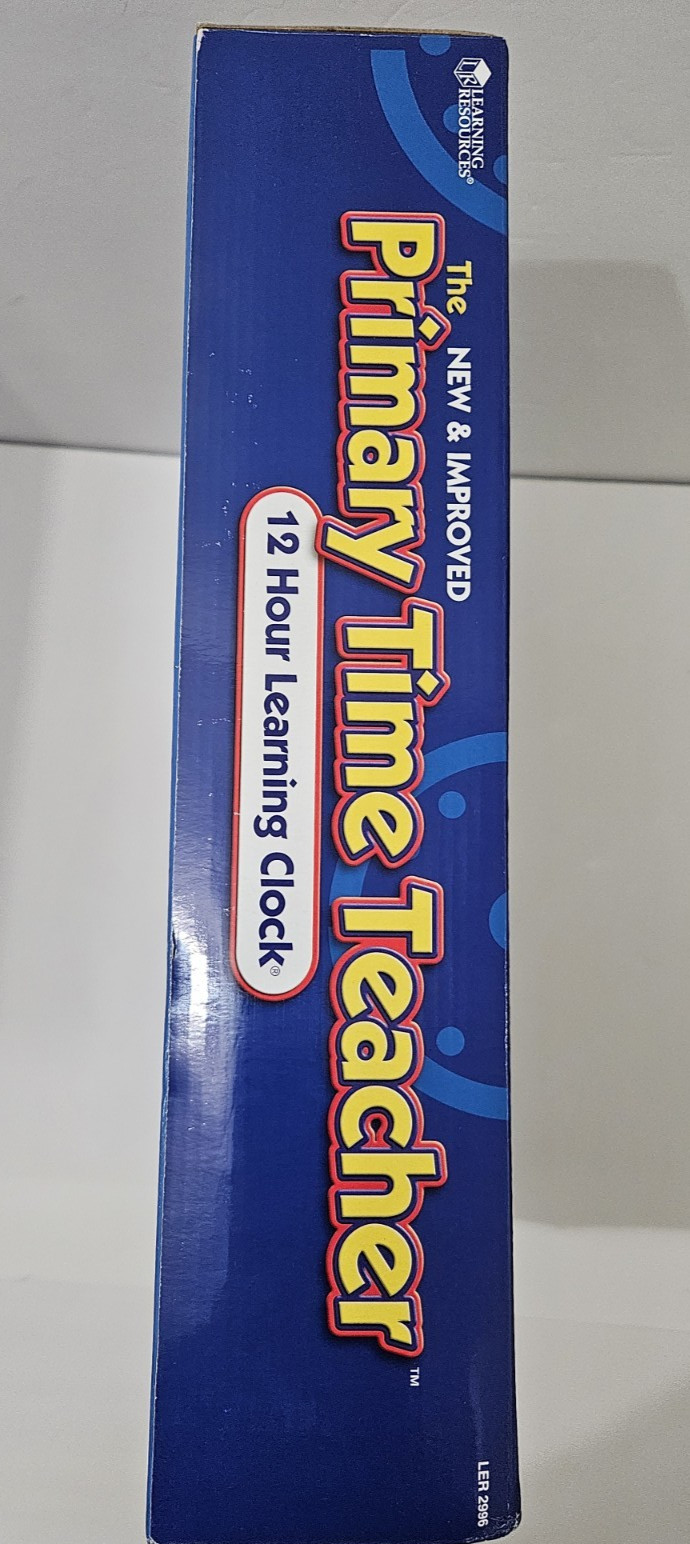 LEARNING
RESOURCES®
The NEW & IMPROVED
Primary Time Teacher™
12 Hour Learning Clock®
LER 2996